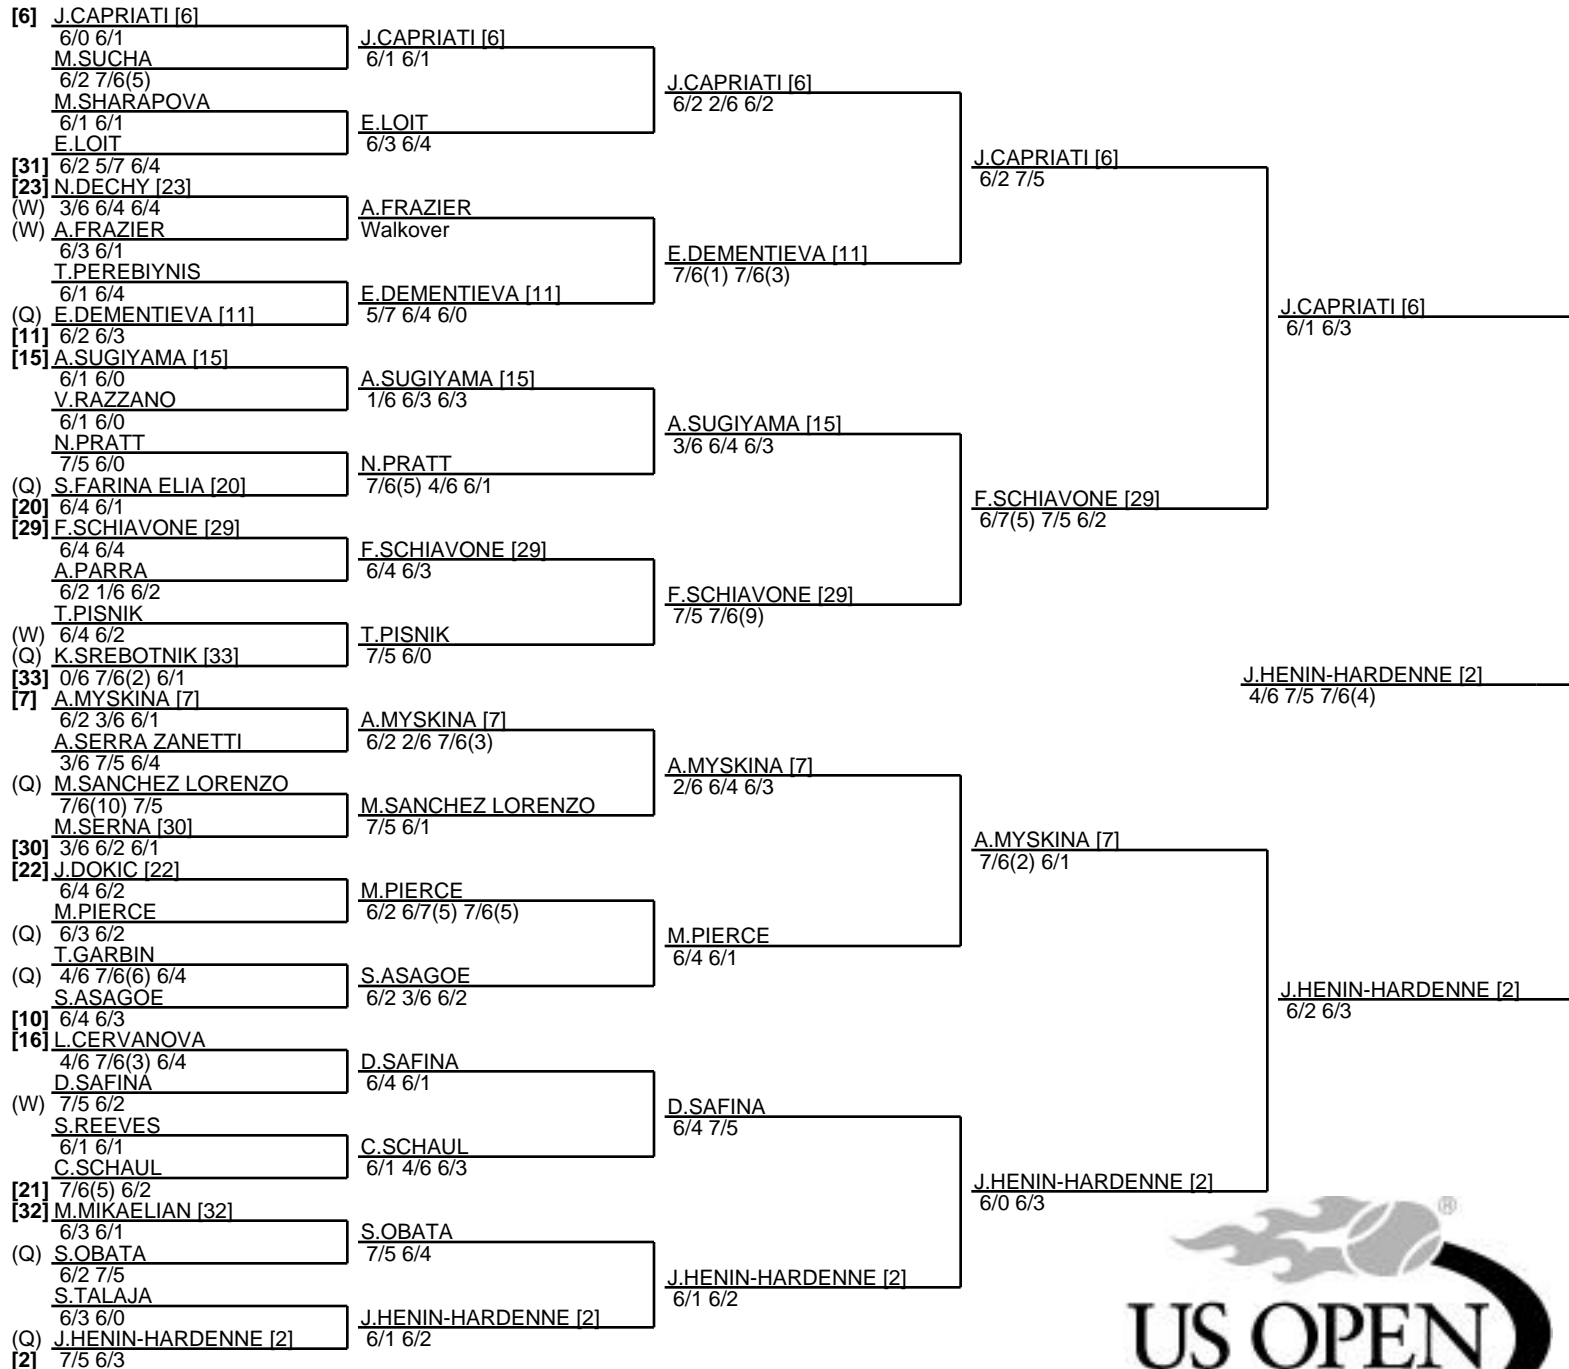 [6] J.CAPRIATI [6]
6/0 6/1
M.SUCHA
6/2 7/6(5)
M.SHARAPOVA
6/1 6/1
E.LOIT
[31] 6/2 5/7 6/4
[23] N.DECHY [23]
(W) 3/6 6/4 6/4
(W) A.FRAZIER
6/3 6/1
T.PEREBIYNIS
6/1 6/4
(Q) E.DEMENTIEVA [11]
[11] 6/2 6/3
[15] A.SUGIYAMA [15]
6/1 6/0
V.RAZZANO
6/1 6/0
N.PRATT
7/5 6/0
(Q) S.FARINA ELIA [20]
[20] 6/4 6/1
[29] F.SCHIAVONE [29]
6/4 6/4
A.PARRA
6/2 1/6 6/2
T.PISNIK
(W) 6/4 6/2
(Q) K.SREBOTNIK [33]
[33] 0/6 7/6(2) 6/1
[7] A.MYSKINA [7]
6/2 3/6 6/1
A.SERRA ZANETTI
3/6 7/5 6/4
(Q) M.SANCHEZ LORENZO
7/6(10) 7/5
M.SERNA [30]
[30] 3/6 6/2 6/1
[22] J.DOKIC [22]
6/4 6/2
M.PIERCE
(Q) 6/3 6/2
T.GARBIN
(Q) 4/6 7/6(6) 6/4
S.ASAGOE
[10] 6/4 6/3
[16] L.CERVANOVA
4/6 7/6(3) 6/4
D.SAFINA
(W) 7/5 6/2
S.REEVES
6/1 6/1
C.SCHAUL
[21] 7/6(5) 6/2
[32] M.MIKAELIAN [32]
6/3 6/1
(Q) S.OBATA
6/2 7/5
S.TALAJA
6/3 6/0
(Q) J.HENIN-HARDENNE [2]
[2] 7/5 6/3
J.CAPRIATI [6]
6/1 6/1
E.LOIT
6/3 6/4
A.FRAZIER
Walkover
E.DEMENTIEVA [11]
5/7 6/4 6/0
A.SUGIYAMA [15]
1/6 6/3 6/3
N.PRATT
7/6(5) 4/6 6/1
F.SCHIAVONE [29]
6/4 6/3
T.PISNIK
7/5 6/0
A.MYSKINA [7]
6/2 2/6 7/6(3)
M.SANCHEZ LORENZO
7/5 6/1
M.PIERCE
6/2 6/7(5) 7/6(5)
S.ASAGOE
6/2 3/6 6/2
D.SAFINA
6/4 6/1
C.SCHAUL
6/1 4/6 6/3
S.OBATA
7/5 6/4
J.HENIN-HARDENNE [2]
6/1 6/2
J.CAPRIATI [6]
6/2 2/6 6/2
E.DEMENTIEVA [11]
7/6(1) 7/6(3)
A.SUGIYAMA [15]
3/6 6/4 6/3
F.SCHIAVONE [29]
7/5 7/6(9)
A.MYSKINA [7]
2/6 6/4 6/3
M.PIERCE
6/4 6/1
D.SAFINA
6/4 7/5
J.HENIN-HARDENNE [2]
6/1 6/2
J.CAPRIATI [6]
6/2 7/5
F.SCHIAVONE [29]
6/7(5) 7/5 6/2
A.MYSKINA [7]
7/6(2) 6/1
J.HENIN-HARDENNE [2]
6/0 6/3
J.CAPRIATI [6]
6/1 6/3
J.HENIN-HARDENNE [2]
6/2 6/3
J.HENIN-HARDENNE [2]
4/6 7/5 7/6(4)
®
US OPEN